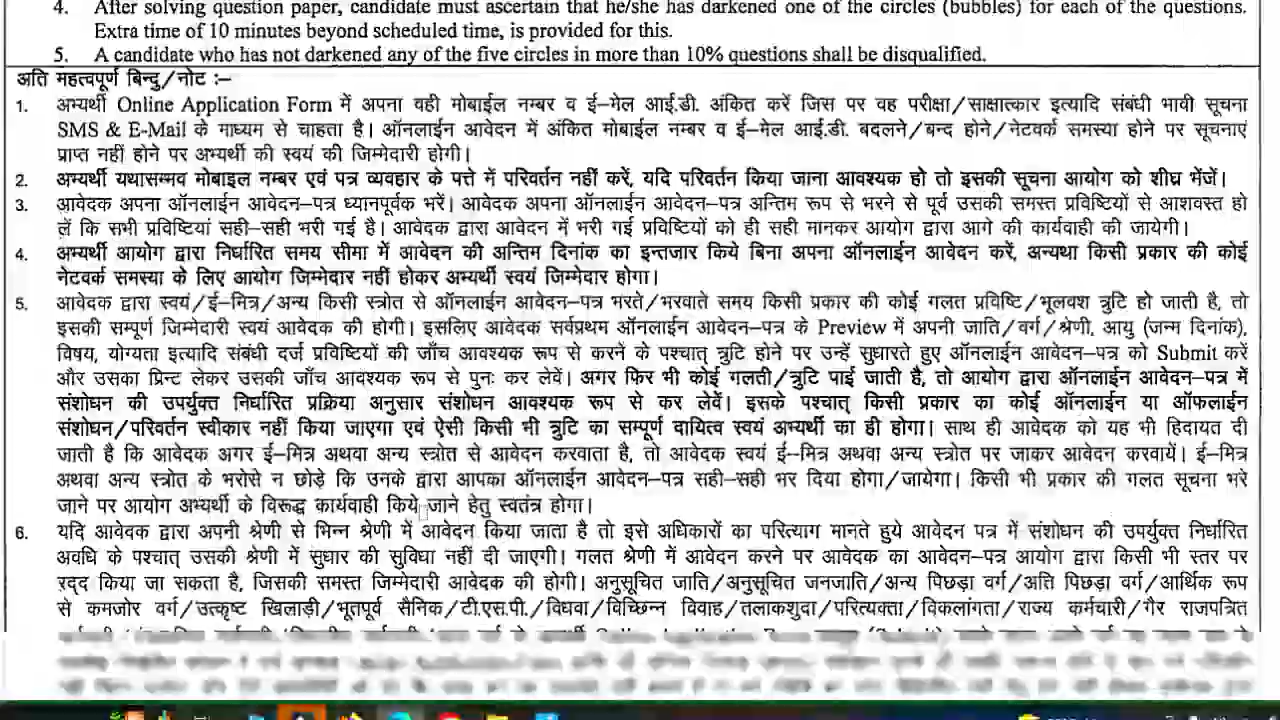 4. After solving question paper, candidate must ascertain that he/she has darkened one of the circles (bubbles) for each of the questions.
Extra time of 10 minutes beyond scheduled time, is provided for this.
5. A candidate who has not darkened any of the five circles in more than 10% questions shall be disqualified.
अति महत्वपूर्ण बिन्दु/नोट :–
1. अभ्यर्थी Online Application Form में अपना वही मोबाईल नम्बर व ई–मेल आई.डी. अंकित करें जिस पर वह परीक्षा/साक्षात्कार इत्यादि संबंधी भावी सूचना
SMS & E-Mail के माध्यम से चाहता है। ऑनलाईन आवेदन में अंकित मोबाईल नम्बर व ई–मेल आई.डी. बदलने/बन्द होने/नेटवर्क समस्या होने पर सूचनाएं
प्राप्त नहीं होने पर अभ्यर्थी की स्वयं की जिम्मेदारी होगी।
2. अभ्यर्थी यथासम्भव मोबाइल नम्बर एवं पत्र व्यवहार के पत्ते में परिवर्तन नहीं करें, यदि परिवर्तन किया जाना आवश्यक हो तो इसकी सूचना आयोग को शीघ्र भेंजें।
3. आवेदक अपना ऑनलाईन आवेदन–पत्र ध्यानपूर्वक भरें। आवेदक अपना ऑनलाईन आवेदन–पत्र अन्तिम रूप से भरने से पूर्व उसकी समस्त प्रविष्टियों से आशवस्त हो
लें कि सभी प्रविष्टियां सही–सही भरी गई है। आवेदक द्वारा आवेदन में भरी गई प्रविष्टियों को ही सही मानकर आयोग द्वारा आगे की कार्यवाही की जायेगी।
4. अभ्यर्थी आयोग द्वारा निर्धारित समय सीमा में आवेदन की अन्तिम दिनांक का इन्तजार किये बिना अपना ऑनलाईन आवेदन करें, अन्यथा किसी प्रकार की कोई
नेटवर्क समस्या के लिए आयोग जिम्मेदार नहीं होकर अभ्यर्थी स्वयं जिम्मेदार होगा।
5. आवेदक द्वारा स्वयं/ई–मित्र/अन्य किसी स्त्रोत से ऑनलाईन आवेदन–पत्र भरते/भरवाते समय किसी प्रकार की कोई गलत प्रविष्टि/भूलवश त्रुटि हो जाती है, तो
इसकी सम्पूर्ण जिम्मेदारी स्वयं आवेदक की होगी। इसलिए आवेदक सर्वप्रथम ऑनलाईन आवेदन–पत्र के Preview में अपनी जाति/वर्ग/श्रेणी, आयु (जन्म दिनांक),
विषय, योग्यता इत्यादि संबंधी दर्ज प्रविष्टियों की जाँच आवश्यक रूप से करने के पश्चात् त्रुटि होने पर उन्हें सुधारते हुए ऑनलाईन आवेदन–पत्र को Submit करें
और उसका प्रिन्ट लेकर उसकी जाँच आवश्यक रूप से पुनः कर लेवें। अगर फिर भी कोई गलती/त्रुटि पाई जाती है, तो आयोग द्वारा ऑनलाईन आवेदन–पत्र में
संशोधन की उपर्युक्त निर्धारित प्रक्रिया अनुसार संशोधन आवश्यक रूप से कर लेवें। इसके पश्चात् किसी प्रकार का कोई ऑनलाईन या ऑफलाईन
संशोधन/परिवर्तन स्वीकार नहीं किया जाएगा एवं ऐसी किसी भी त्रुटि का सम्पूर्ण दायित्व स्वयं अभ्यर्थी का ही होगा। साथ ही आवेदक को यह भी हिदायत दी
जाती है कि आवेदक अगर ई–मित्र अथवा अन्य स्त्रोत से आवेदन करवाता है, तो आवेदक स्वयं ई–मित्र अथवा अन्य स्त्रोत पर जाकर आवेदन करवायें। ई–मित्र
अथवा अन्य स्त्रोत के भरोसे न छोड़े कि उनके द्वारा आपका ऑनलाईन आवेदन–पत्र सही–सही भर दिया होगा/जायेगा। किसी भी प्रकार की गलत सूचना भरे
जाने पर आयोग अभ्यर्थी के विरूद्ध कार्यवाही किये जाने हेतु स्वतंत्र होगा।
6. यदि आवेदक द्वारा अपनी श्रेणी से भिन्न श्रेणी में आवेदन किया जाता है तो इसे अधिकारों का परित्याग मानते हुये आवेदन पत्र में संशोधन की उपर्युक्त निर्धारित
अवधि के पश्चात् उसकी श्रेणी में सुधार की सुविधा नहीं दी जाएगी। गलत श्रेणी में आवेदन करने पर आवेदक का आवेदन–पत्र आयोग द्वारा किसी भी स्तर पर
रद्द किया जा सकता है, जिसकी समस्त जिम्मेदारी आवेदक की होगी। अनुसूचित जाति/अनुसूचित जनजाति/अन्य पिछड़ा वर्ग/अति पिछड़ा वर्ग/आर्थिक रूप
से कमजोर वर्ग/उत्कृष्ट खिलाड़ी/भूतपूर्व सैनिक/टी.एस.पी./विधवा/विच्छिन्न विवाह/तलाकशुदा/परित्यक्ता/विकलांगता/राज्य कर्मचारी/गैर राजपत्रित